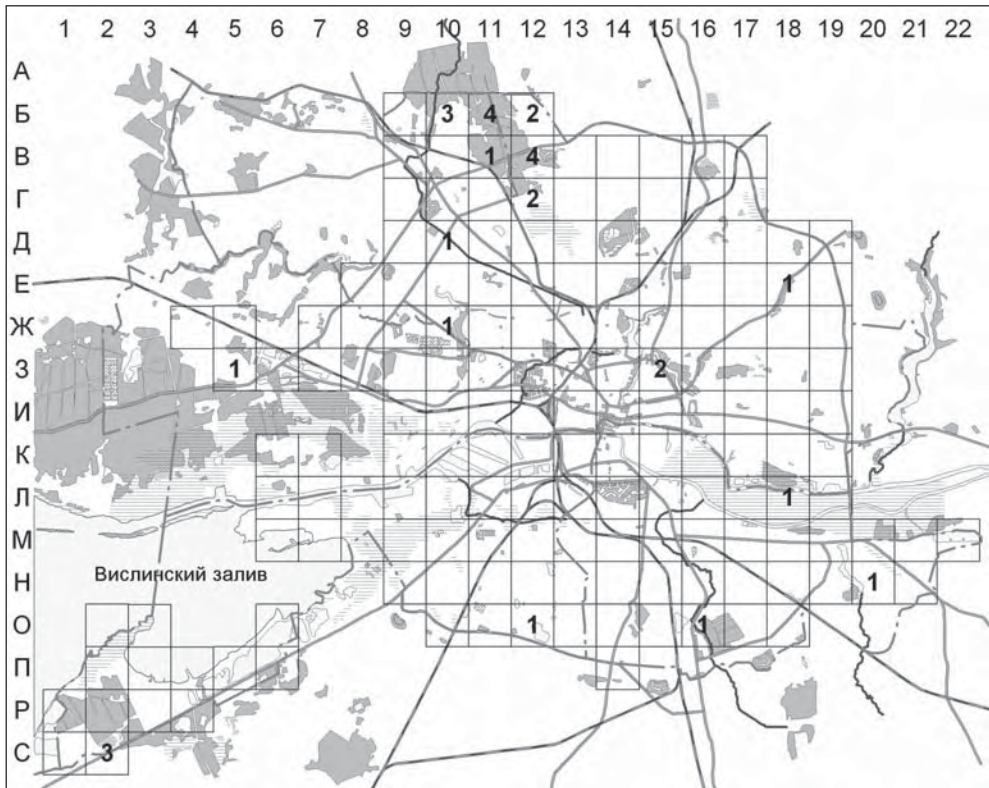 1 2 3 4 5 6 7 8 9 10 11 12 13 14 15 16 17 18 19 20 21 22
А
Б 3 4 2
В 1 4
Г 2
Д 1
Е 1
Ж 1
З 1 2
И
К
Л 1
М
Н Вислинский залив 1
О 1 1
П
Р
С 3